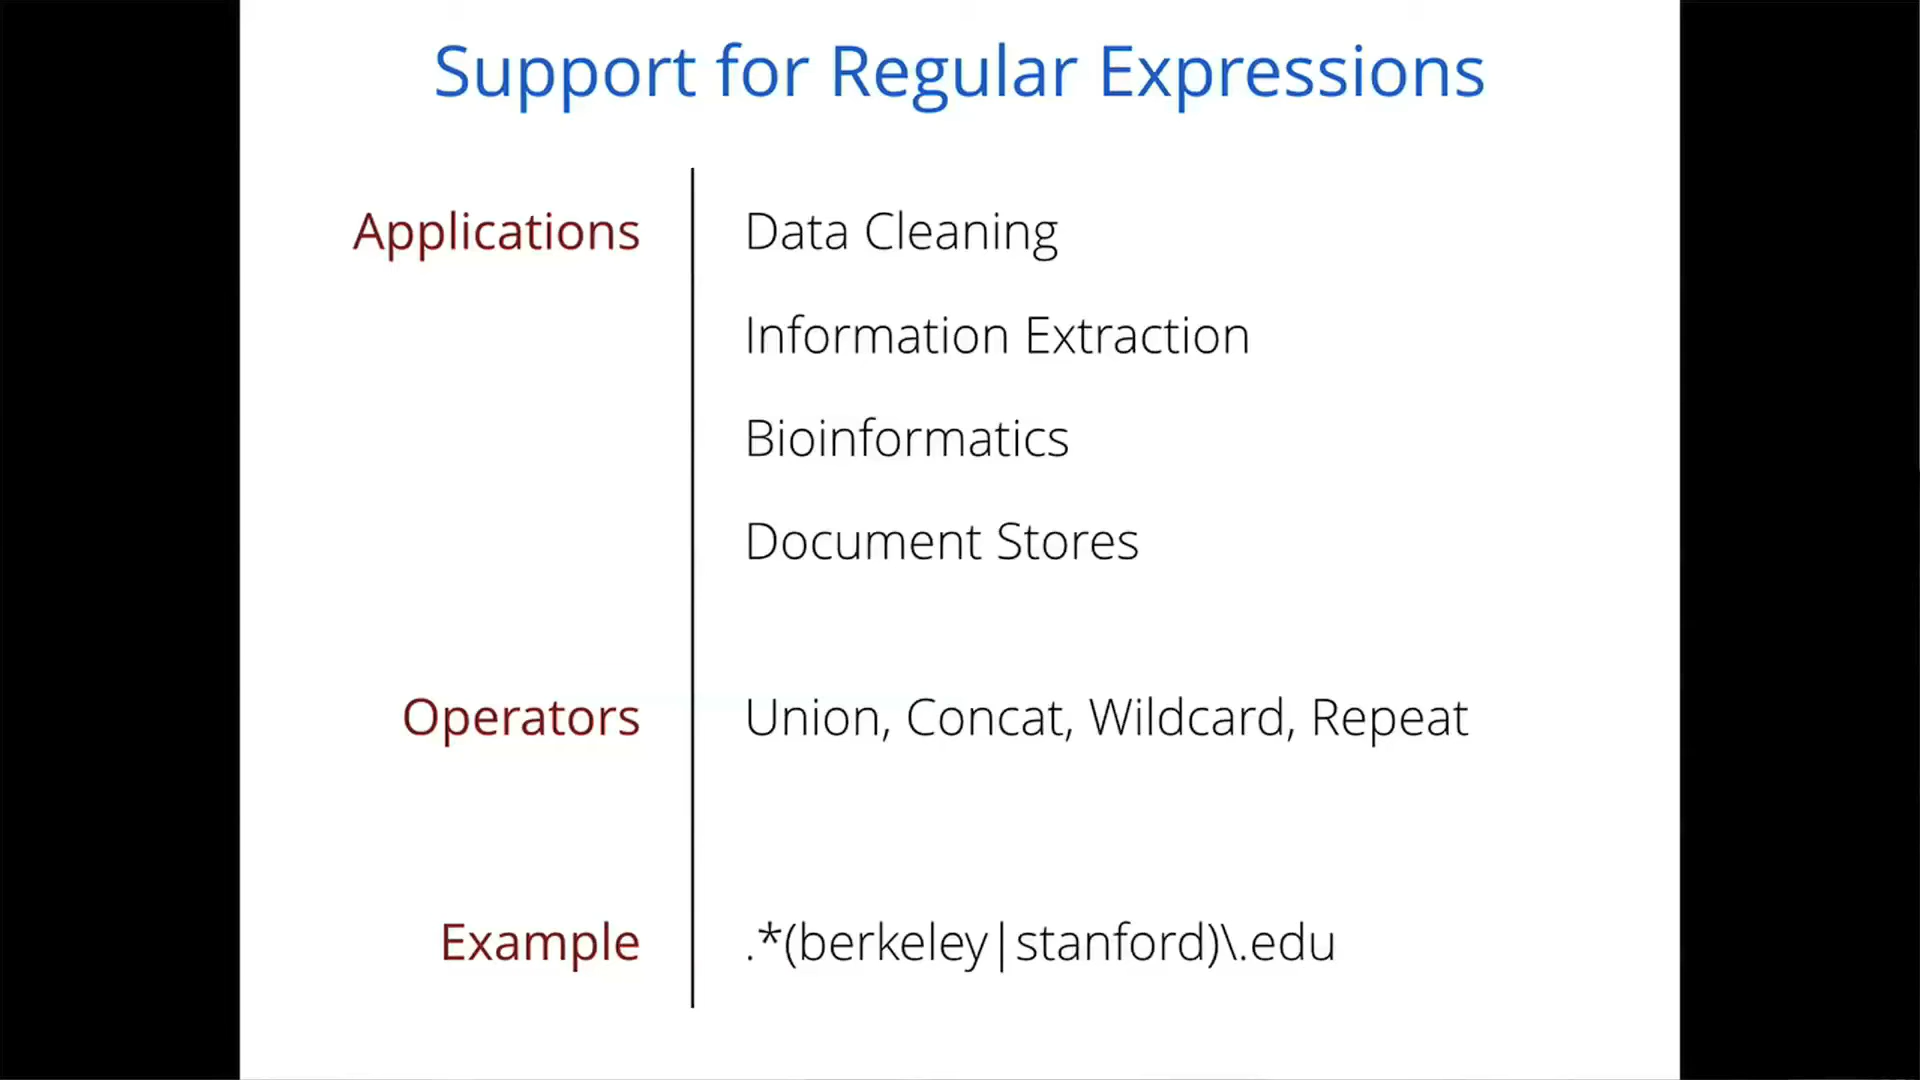 Support for Regular Expressions
Applications
Data Cleaning
Information Extraction
Bioinformatics
Document Stores
Operators
Union, Concat, Wildcard, Repeat
Example
.*(berkeley|stanford)\.edu